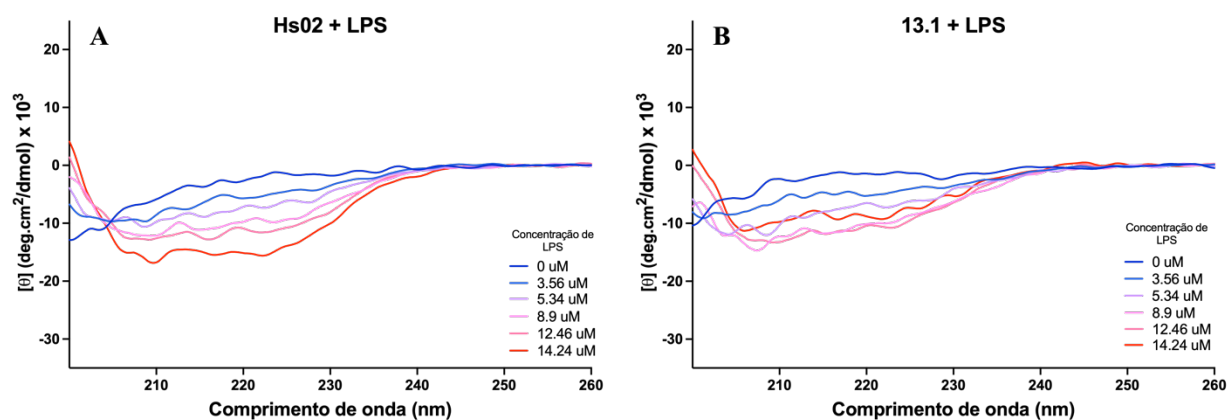 A
Hs02 + LPS
[θ] (deg.cm²/dmol) x 10³
20
10
0
-10
-20
-30
210
220
230
240
250
260
Comprimento de onda (nm)
Concentração de
LPS
0 uM
3.56 uM
5.34 uM
8.9 uM
12.46 uM
14.24 uM
B
13.1 + LPS
[θ] (deg.cm²/dmol) x 10³
20
10
0
-10
-20
-30
210
220
230
240
250
260
Comprimento de onda (nm)
Concentração de
LPS
0 uM
3.56 uM
5.34 uM
8.9 uM
12.46 uM
14.24 uM